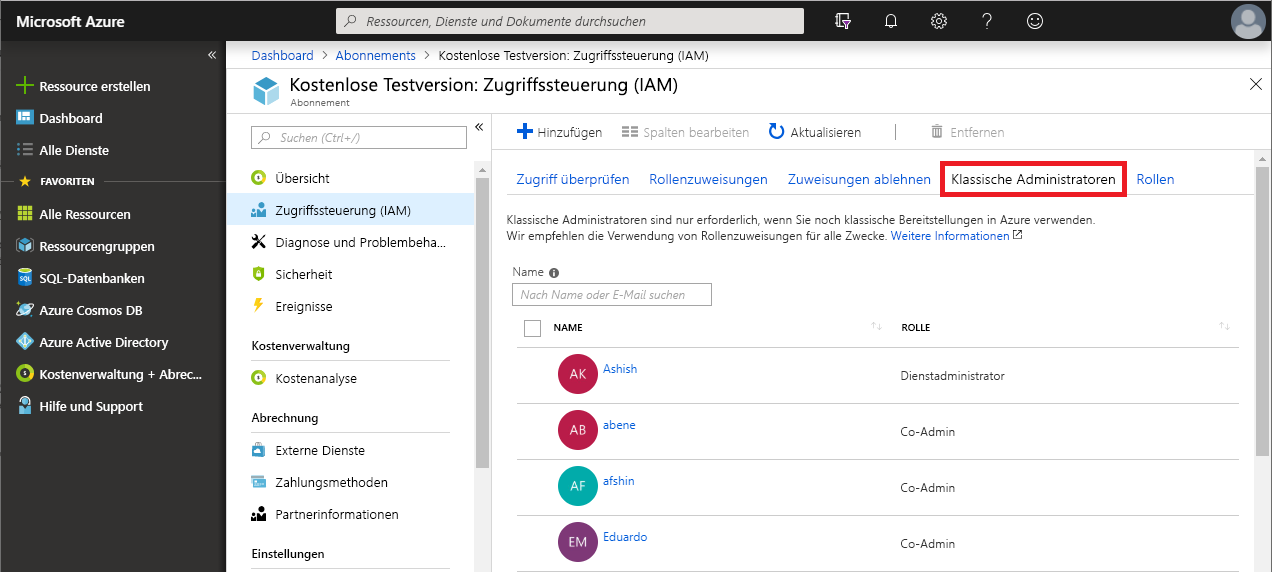 Microsoft Azure
Ressourcen, Dienste und Dokumente durchsuchen
«
Ressource erstellen
Dashboard
Alle Dienste
FAVORITEN
Alle Ressourcen
Ressourcengruppen
SQL-Datenbanken
Azure Cosmos DB
Azure Active Directory
Kostenverwaltung + Abrec...
Hilfe und Support
Dashboard > Abonnements > Kostenlose Testversion: Zugriffssteuerung (IAM)
Kostenlose Testversion: Zugriffssteuerung (IAM)
Abonnement
Suchen (Ctrl+/)
«
Übersicht
Zugriffssteuerung (IAM)
Diagnose und Problembeha...
Sicherheit
Ereignisse
Kostenverwaltung
Kostenanalyse
Abrechnung
Externe Dienste
Zahlungsmethoden
Partnerinformationen
Einstellungen
Hinzufügen Spalten bearbeiten Aktualisieren Entfernen
Zugriff überprüfen Rollenzuweisungen Zuweisungen ablehnen Klassische Administratoren Rollen
Klassische Administratoren sind nur erforderlich, wenn Sie noch klassische Bereitstellungen in Azure verwenden.
Wir empfehlen die Verwendung von Rollenzuweisungen für alle Zwecke. Weitere Informationen
Name
Nach Name oder E-Mail suchen
NAME ROLLE
AK Ashish Dienstadministrator
AB abene Co-Admin
AF afshin Co-Admin
EM Eduardo Co-Admin